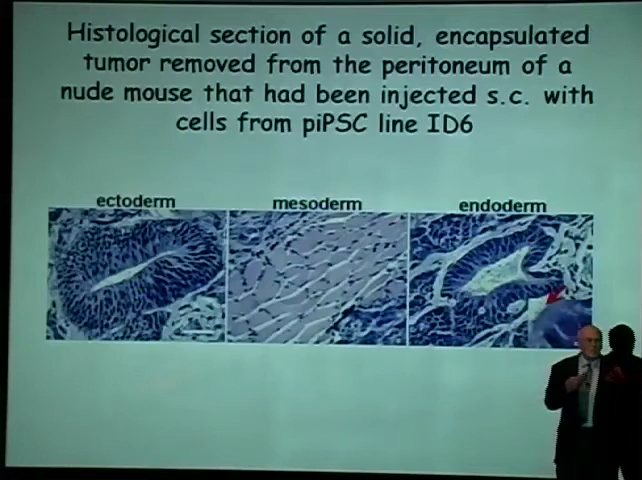 Histological section of a solid, encapsulated
tumor removed from the peritoneum of a
nude mouse that had been injected s.c. with
cells from piPSC line ID6
ectoderm mesoderm endoderm